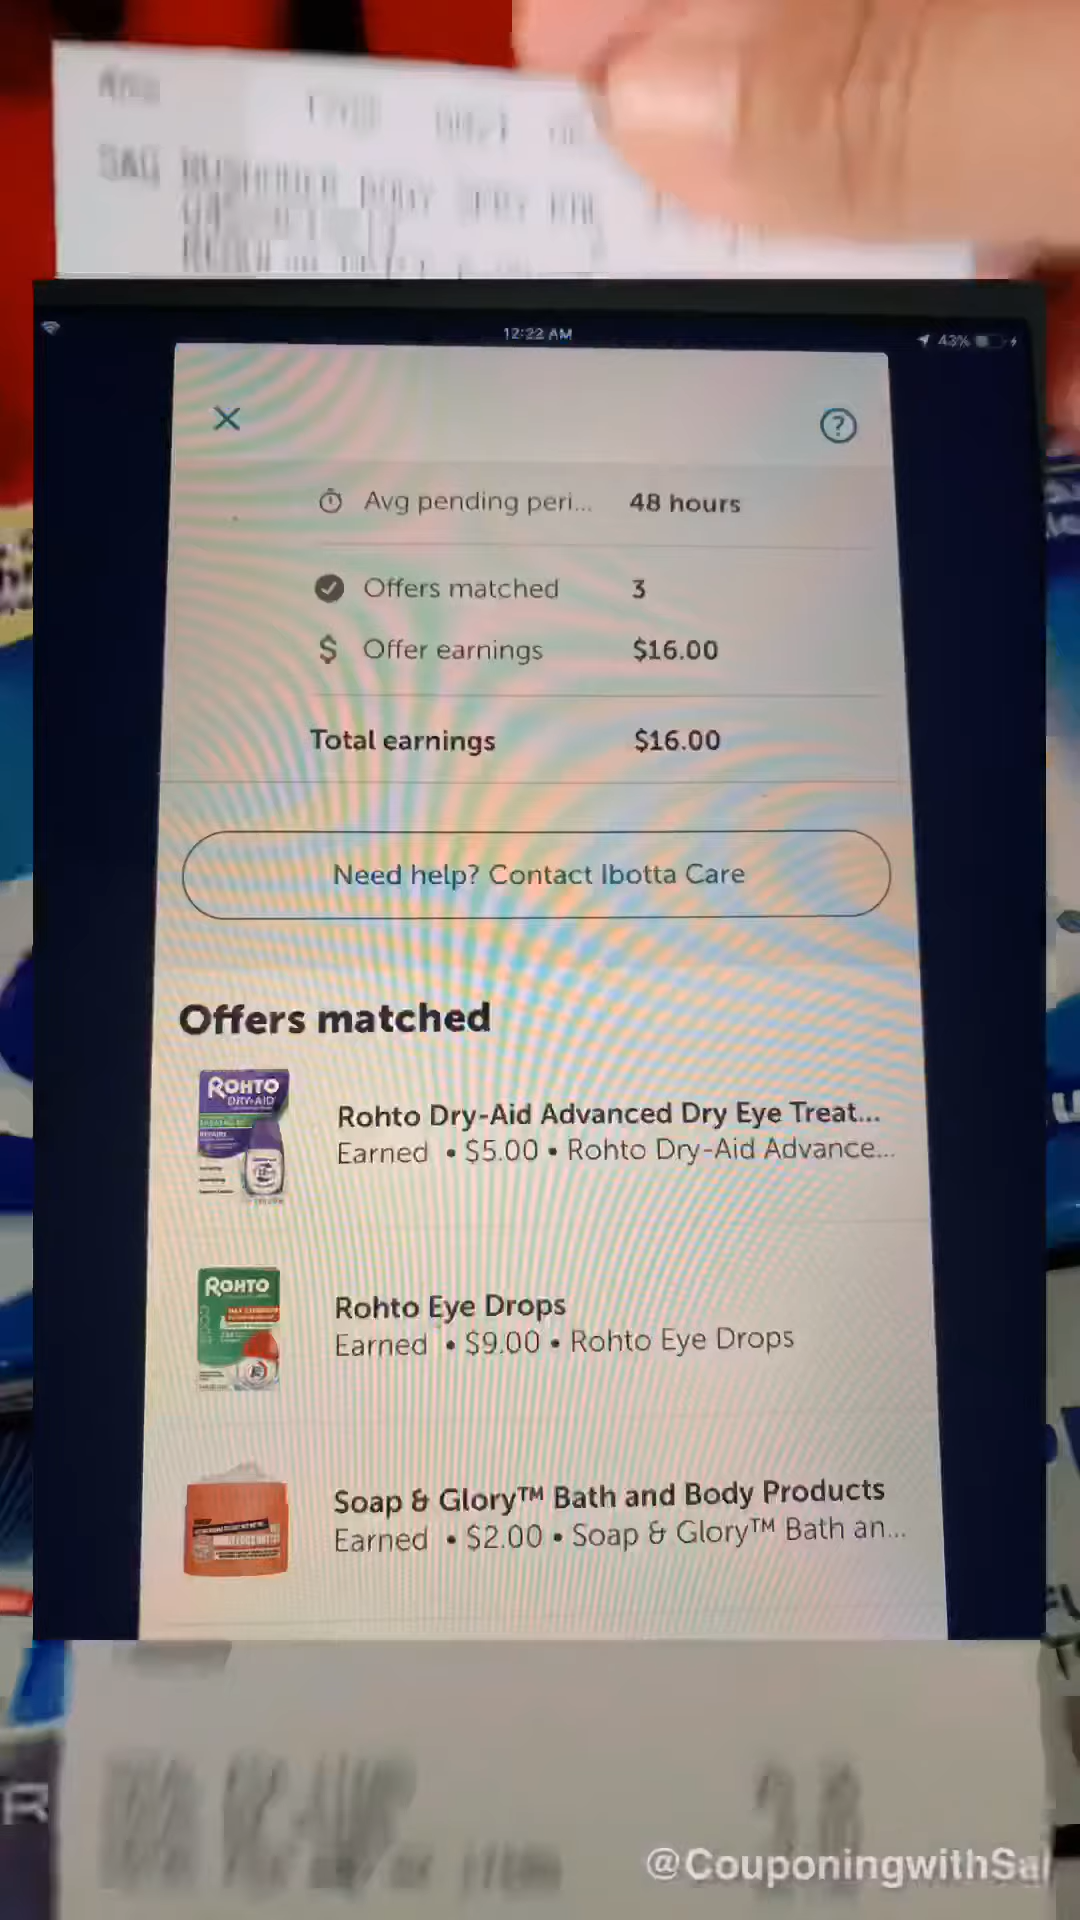 S&G
BODY
12:22 AM
43%
Avg pending peri...
48 hours
Offers matched
3
Offer earnings
$16.00
Total earnings
$16.00
Need help? Contact Ibotta Care
Offers matched
ROHTO
DRY-AID
Rohto Dry-Aid Advanced Dry Eye Treat...
Earned • $5.00 • Rohto Dry-Aid Advance...
ROHTO
Rohto Eye Drops
Earned • $9.00 • Rohto Eye Drops
Soap & Glory™ Bath and Body Products
Earned • $2.00 • Soap & Glory™ Bath an...
@CouponingwithSa